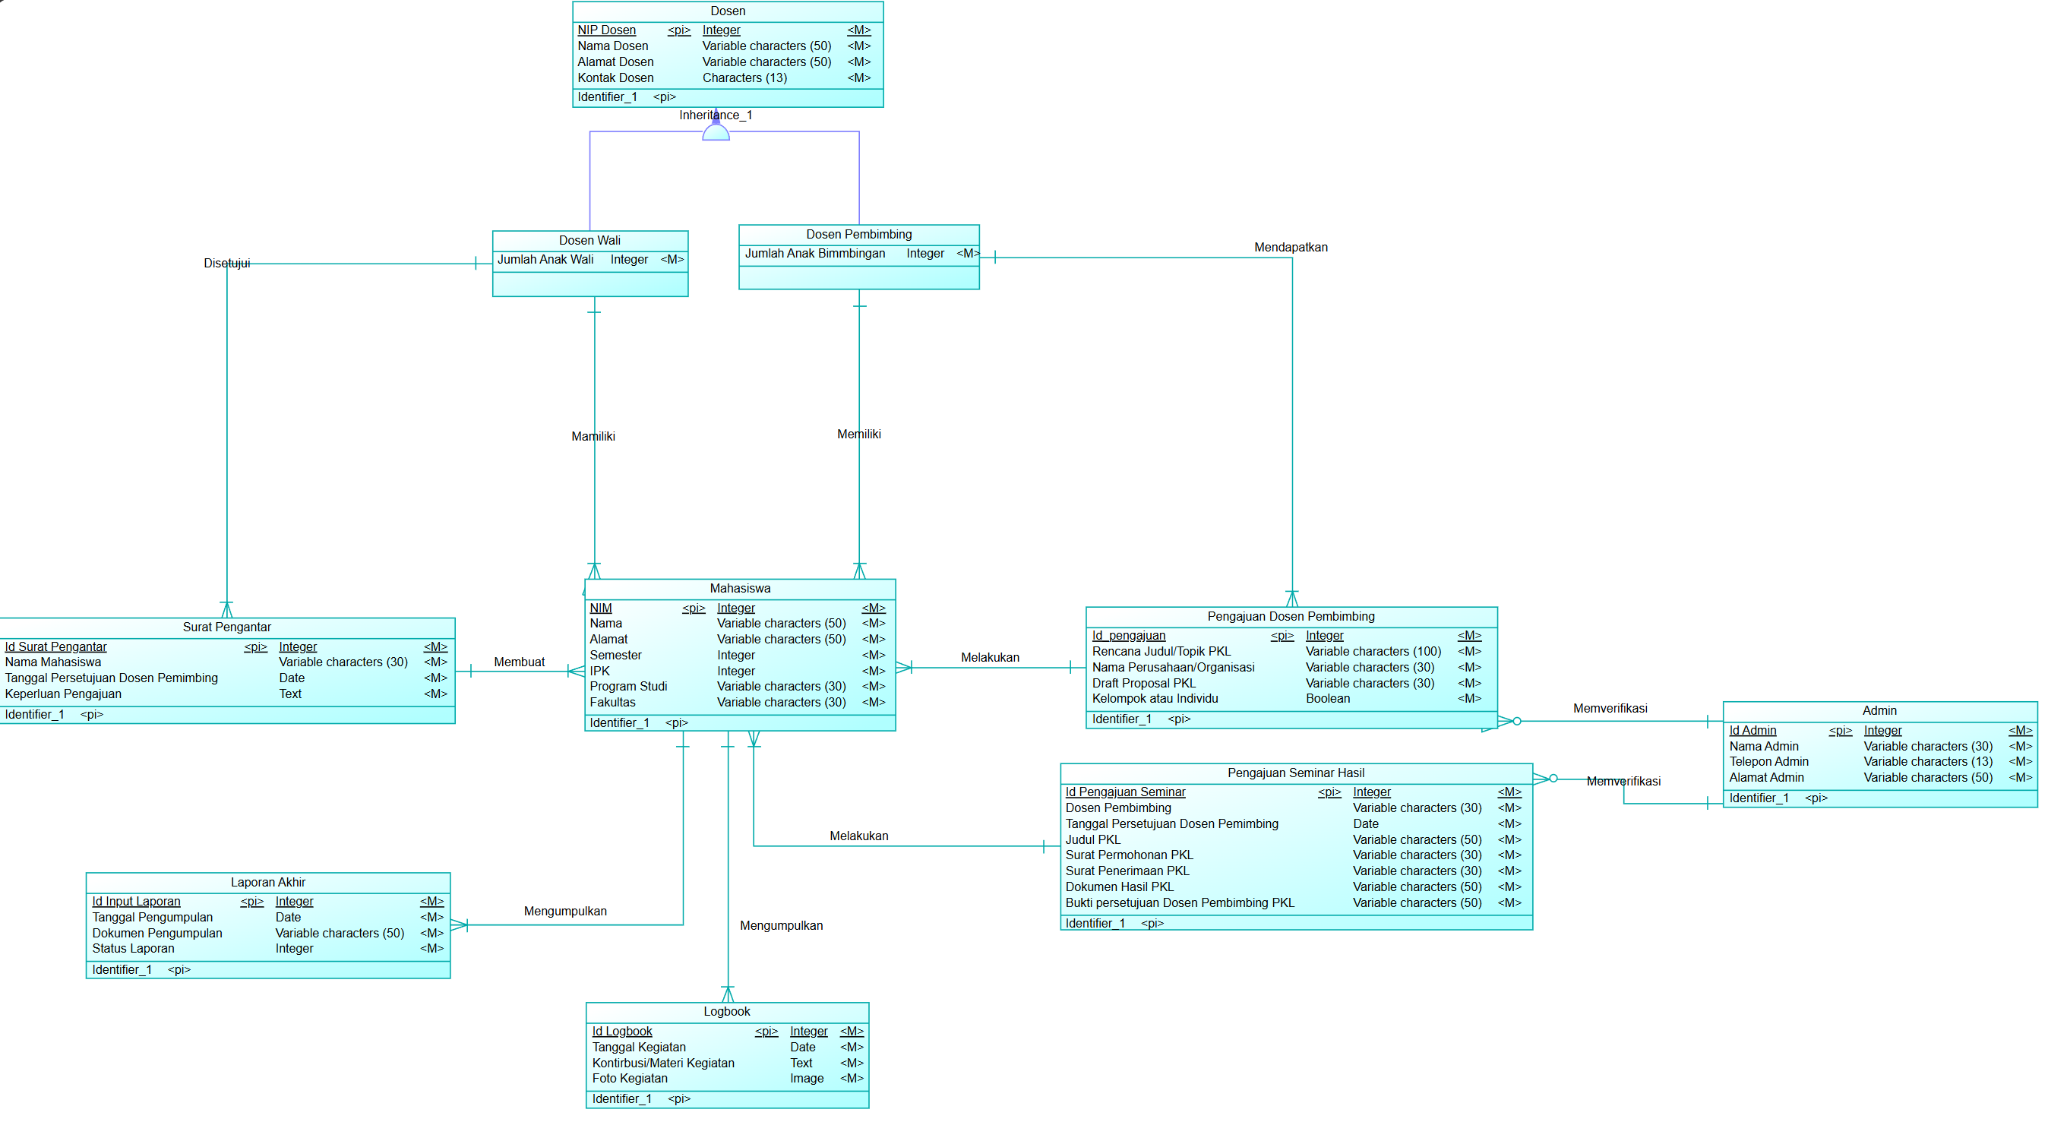 Dosen
NIP Dosen <pi> Integer <M>
Nama Dosen Variable characters (50) <M>
Alamat Dosen Variable characters (50) <M>
Kontak Dosen Characters (13) <M>
Identifier_1 <pi>
Inheritance_1
Dosen Wali
Jumlah Anak Wali Integer <M>
Dosen Pembimbing
Jumlah Anak Bimmbingan Integer <M>
Mendapatkan
Disetujui
Mamiliki
Memiliki
Mahasiswa
NIM <pi> Integer <M>
Nama Variable characters (50) <M>
Alamat Variable characters (50) <M>
Semester Integer <M>
IPK Integer <M>
Program Studi Variable characters (30) <M>
Fakultas Variable characters (30) <M>
Identifier_1 <pi>
Surat Pengantar
Id Surat Pengantar <pi> Integer <M>
Nama Mahasiswa Variable characters (30) <M>
Tanggal Persetujuan Dosen Pemimbing Date <M>
Keperluan Pengajuan Text <M>
Identifier_1 <pi>
Membuat
Melakukan
Pengajuan Dosen Pembimbing
Id_pengajuan <pi> Integer <M>
Rencana Judul/Topik PKL Variable characters (100) <M>
Nama Perusahaan/Organisasi Variable characters (30) <M>
Draft Proposal PKL Variable characters (30) <M>
Kelompok atau Individu Boolean <M>
Identifier_1 <pi>
Memverifikasi
Admin
Id Admin <pi> Integer <M>
Nama Admin Variable characters (30) <M>
Telepon Admin Variable characters (13) <M>
Alamat Admin Variable characters (50) <M>
Identifier_1 <pi>
Memverifikasi
Pengajuan Seminar Hasil
Id Pengajuan Seminar <pi> Integer <M>
Dosen Pembimbing Variable characters (30) <M>
Tanggal Persetujuan Dosen Pemimbing Date <M>
Judul PKL Variable characters (50) <M>
Surat Permohonan PKL Variable characters (30) <M>
Surat Penerimaan PKL Variable characters (30) <M>
Dokumen Hasil PKL Variable characters (50) <M>
Bukti persetujuan Dosen Pembimbing PKL Variable characters (50) <M>
Identifier_1 <pi>
Melakukan
Laporan Akhir
Id Input Laporan <pi> Integer <M>
Tanggal Pengumpulan Date <M>
Dokumen Pengumpulan Variable characters (50) <M>
Status Laporan Integer <M>
Identifier_1 <pi>
Mengumpulkan
Mengumpulkan
Logbook
Id Logbook <pi> Integer <M>
Tanggal Kegiatan Date <M>
Kontirbusi/Materi Kegiatan Text <M>
Foto Kegiatan Image <M>
Identifier_1 <pi>